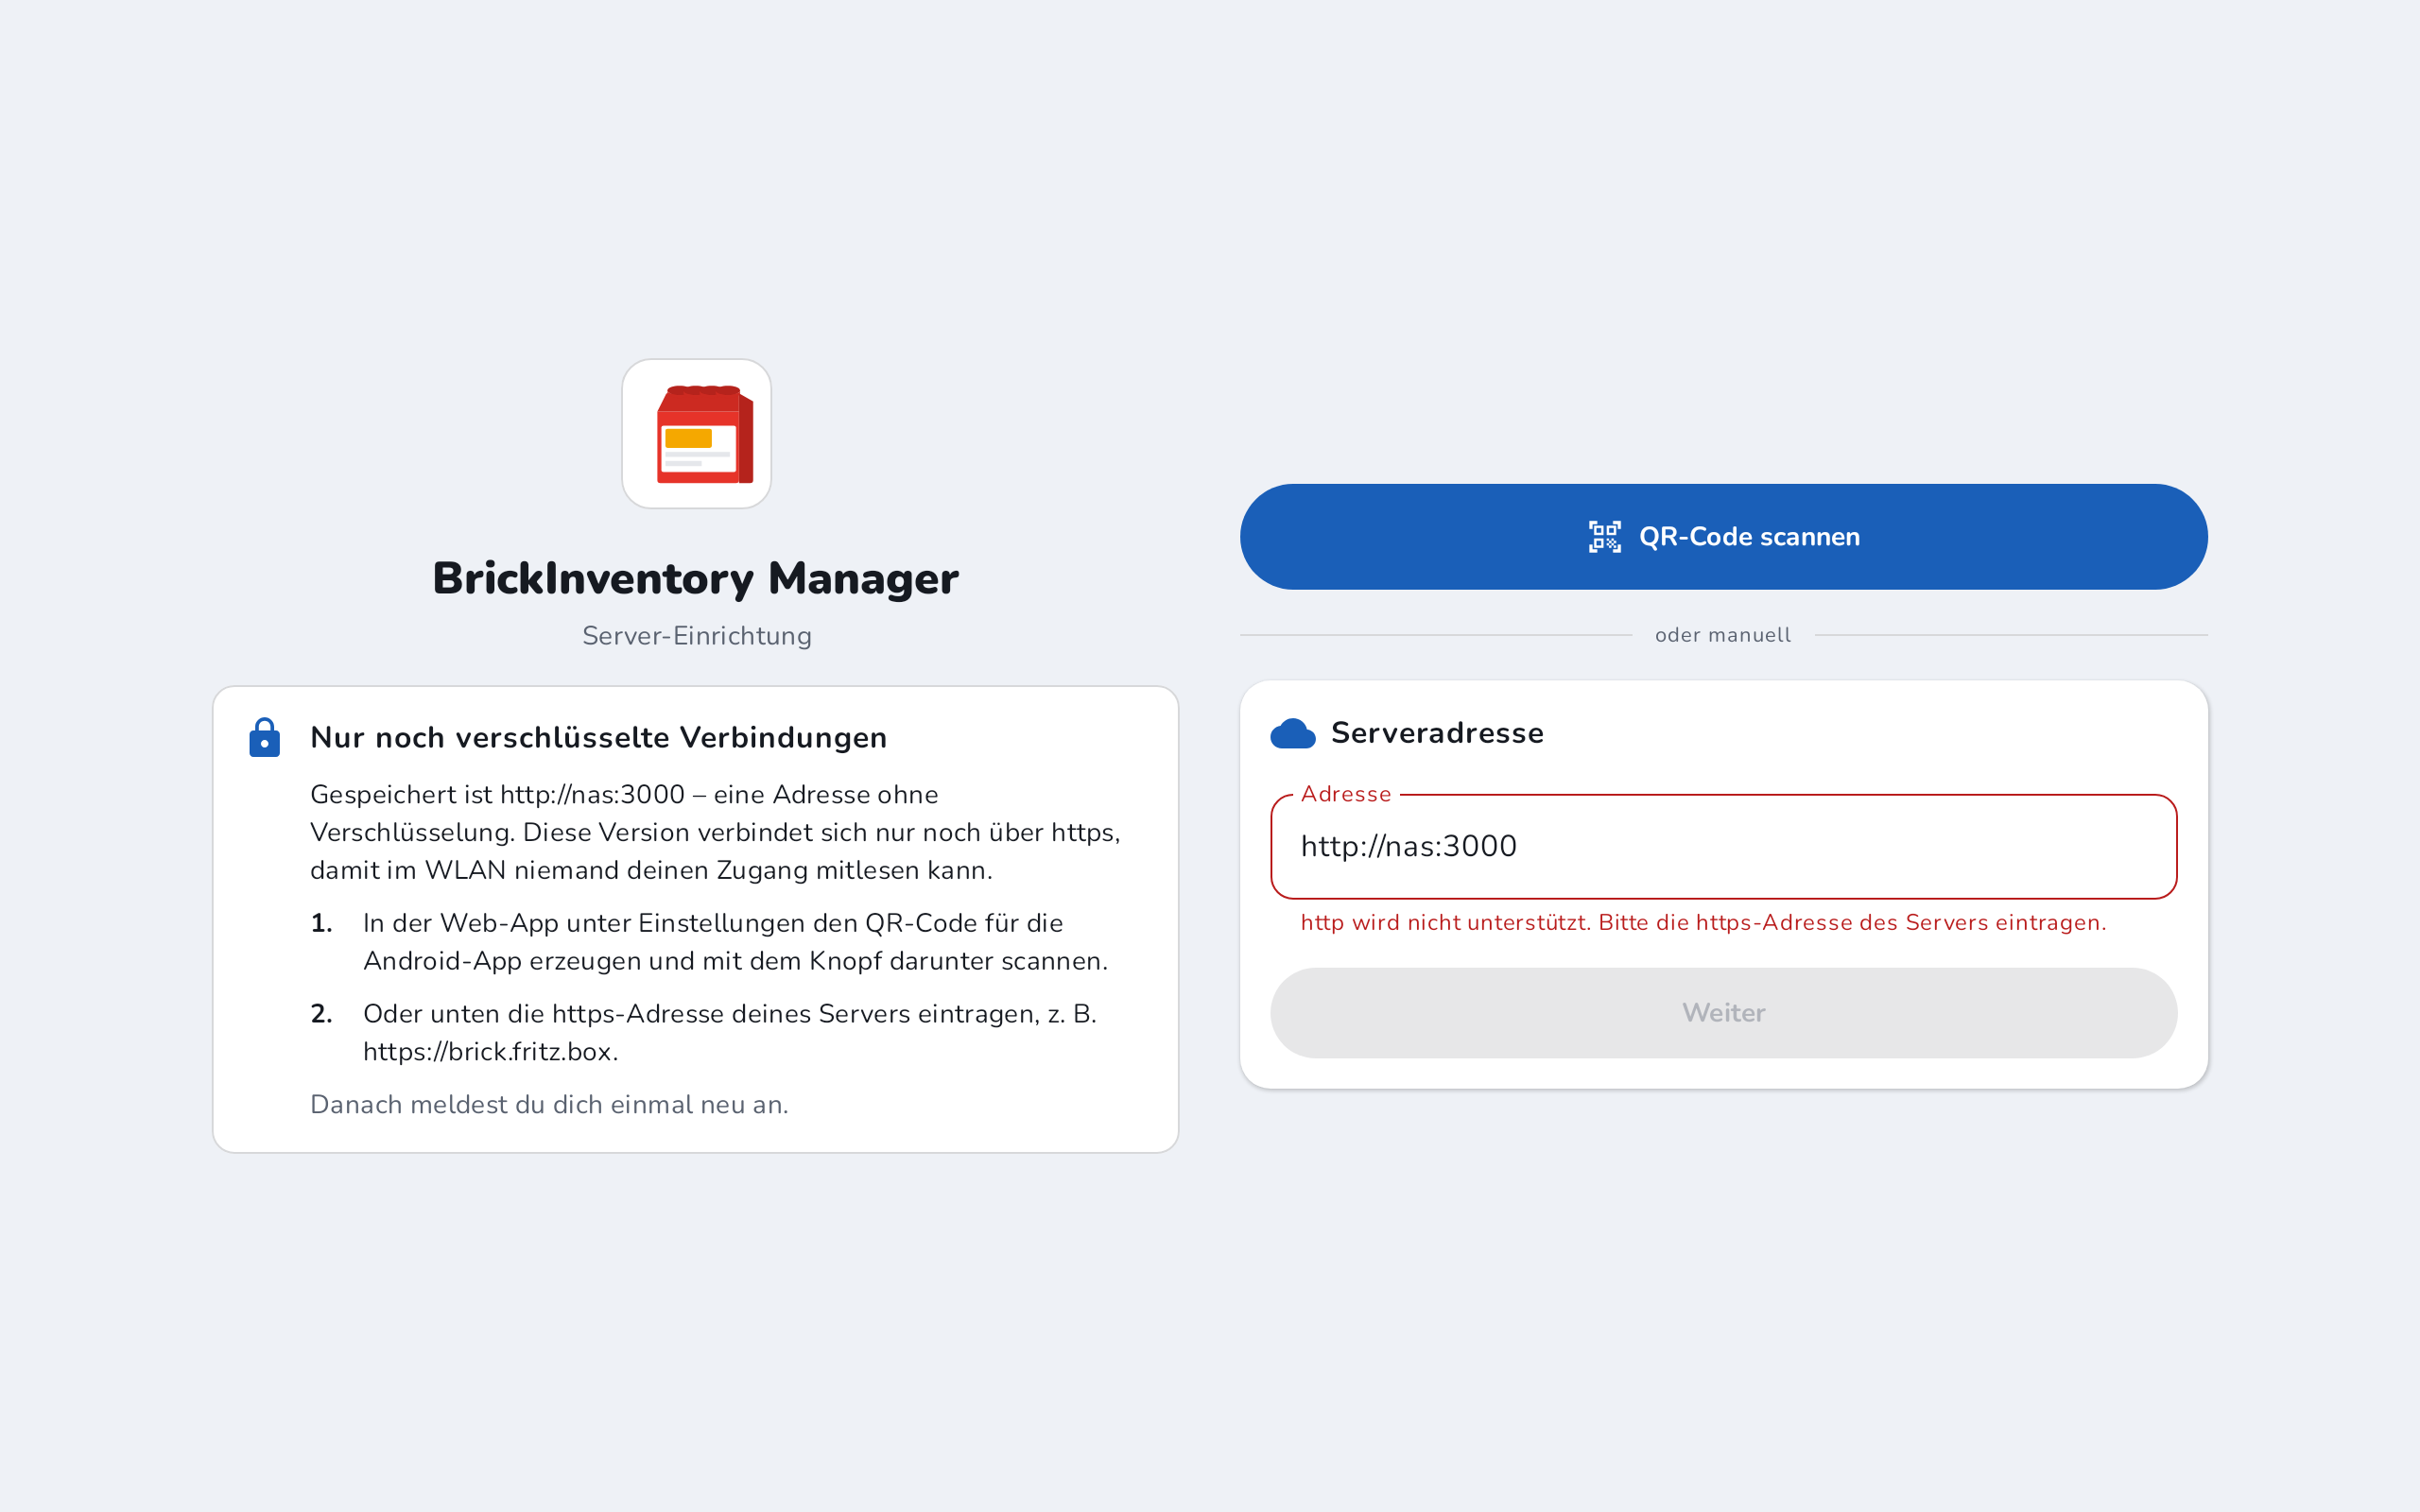 BrickInventory Manager
Server-Einrichtung
Nur noch verschlüsselte Verbindungen
Gespeichert ist http://nas:3000 – eine Adresse ohne
Verschlüsselung. Diese Version verbindet sich nur noch über https,
damit im WLAN niemand deinen Zugang mitlesen kann.
1. In der Web-App unter Einstellungen den QR-Code für die
Android-App erzeugen und mit dem Knopf darunter scannen.
2. Oder unten die https-Adresse deines Servers eintragen, z. B.
https://brick.fritz.box.
Danach meldest du dich einmal neu an.
QR-Code scannen
oder manuell
Serveradresse
Adresse
http://nas:3000
http wird nicht unterstützt. Bitte die https-Adresse des Servers eintragen.
Weiter